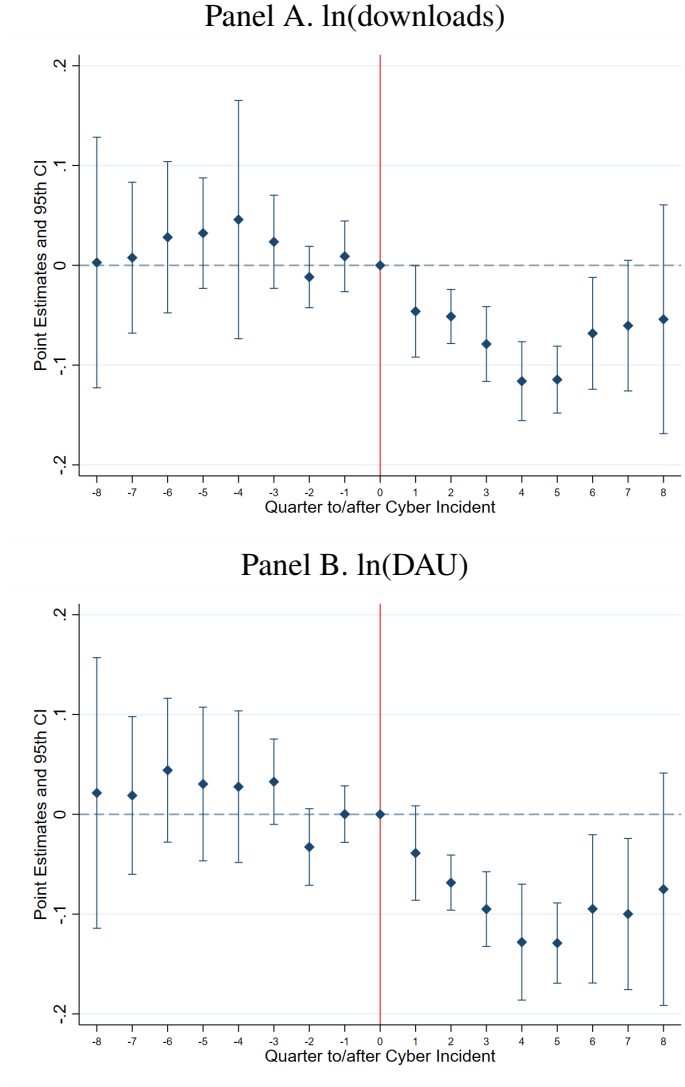 Panel A. ln(downloads)
Point Estimates and 95th CI
.2
.1
0
-.1
-.2
-8 -7 -6 -5 -4 -3 -2 -1 0 1 2 3 4 5 6 7 8
Quarter to/after Cyber Incident
Panel B. ln(DAU)
Point Estimates and 95th CI
.2
.1
0
-.1
-.2
-8 -7 -6 -5 -4 -3 -2 -1 0 1 2 3 4 5 6 7 8
Quarter to/after Cyber Incident